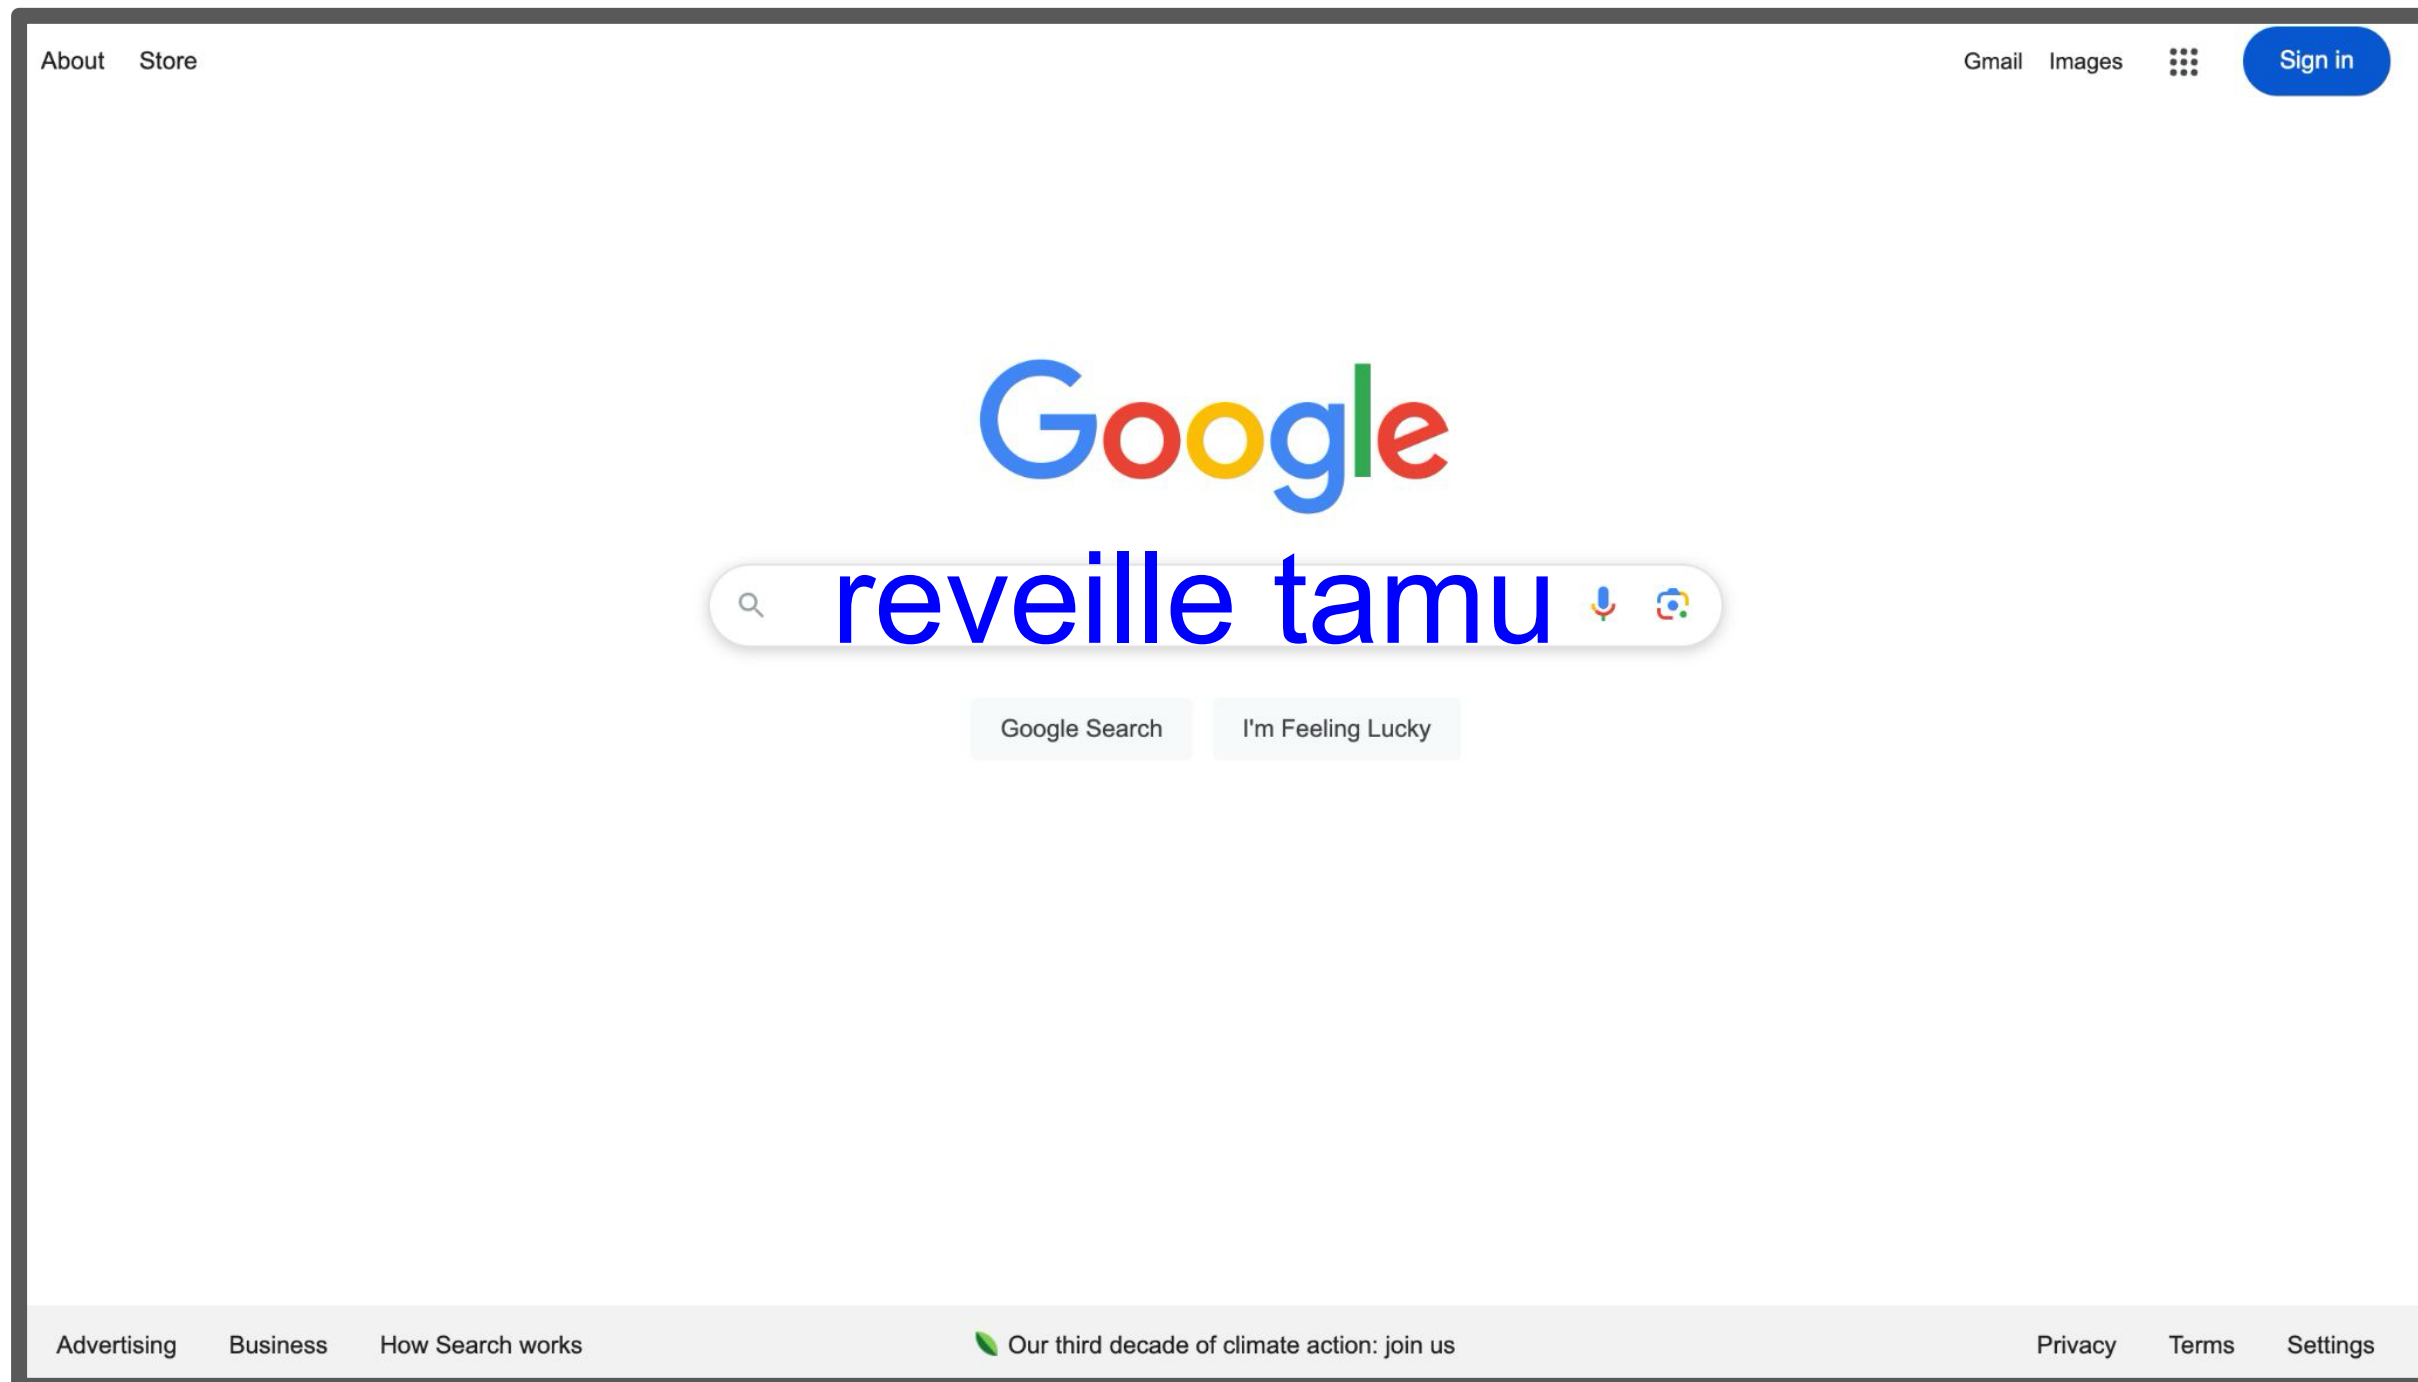 About Store Gmail Images Sign in
Google
reveille tamu
Google Search I'm Feeling Lucky
Advertising Business How Search works Our third decade of climate action: join us Privacy Terms Settings